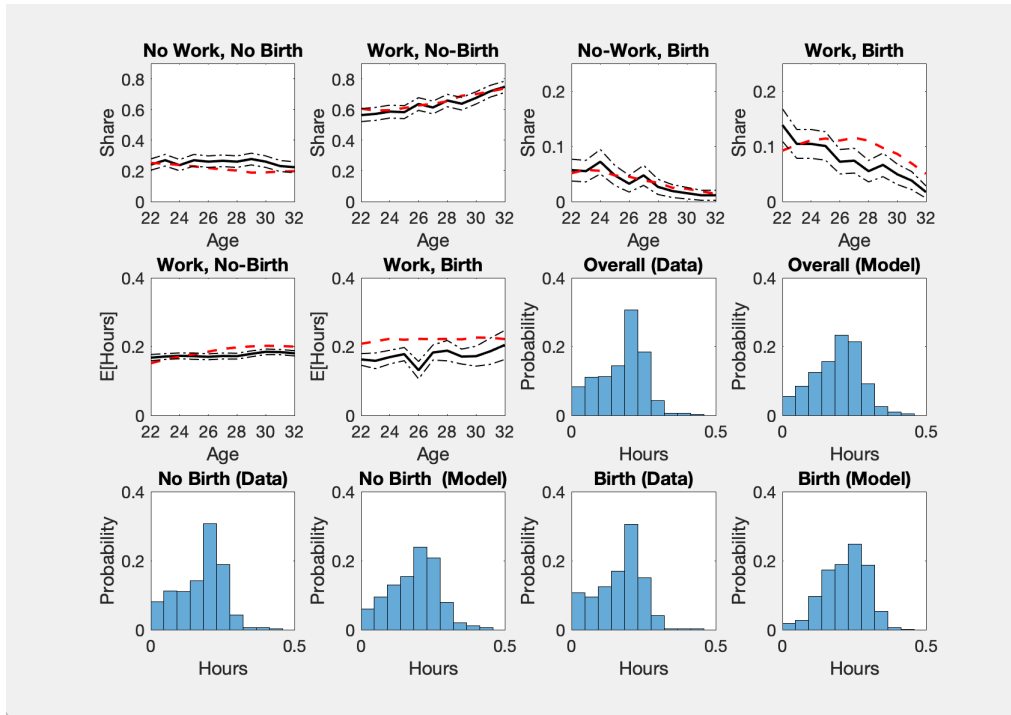 No Work, No Birth
Share
0.8
0.6
0.4
0.2
0
22 24 26 28 30 32
Age
Work, No-Birth
Share
0.8
0.6
0.4
0.2
0
22 24 26 28 30 32
Age
No-Work, Birth
Share
0.2
0.1
0
22 24 26 28 30 32
Age
Work, Birth
Share
0.2
0.1
0
22 24 26 28 30 32
Age
Work, No-Birth
E[Hours]
0.4
0.2
0
22 24 26 28 30 32
Age
Work, Birth
E[Hours]
0.4
0.2
0
22 24 26 28 30 32
Age
Overall (Data)
Probability
0.4
0.2
0
0 0.5
Hours
Overall (Model)
Probability
0.4
0.2
0
0 0.5
Hours
No Birth (Data)
Probability
0.4
0.2
0
0 0.5
Hours
No Birth (Model)
Probability
0.4
0.2
0
0 0.5
Hours
Birth (Data)
Probability
0.4
0.2
0
0 0.5
Hours
Birth (Model)
Probability
0.4
0.2
0
0 0.5
Hours